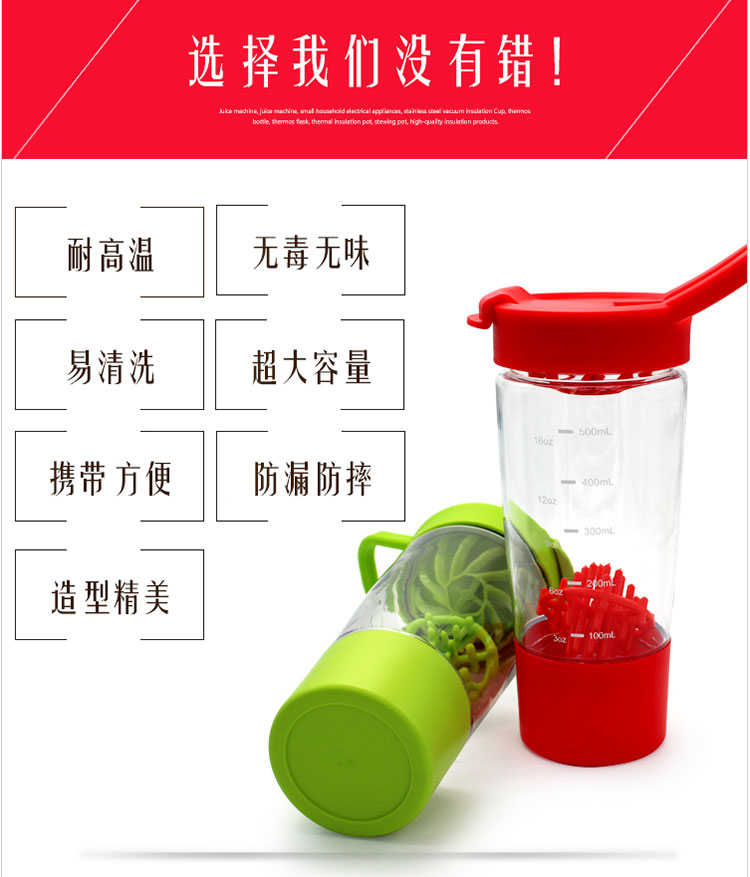 选择我们没有错！
Juice machine, juice machine, small household electrical appliances, stainless steel vacuum insulation Cup, thermos
bottle, thermos flask, thermal insulation pot, stewing pot, high-quality insulation products.
耐高温
无毒无味
易清洗
超大容量
携带方便
防漏防摔
造型精美
500mL
16oz
400mL
12oz
300mL
200mL
6oz
100mL
3oz